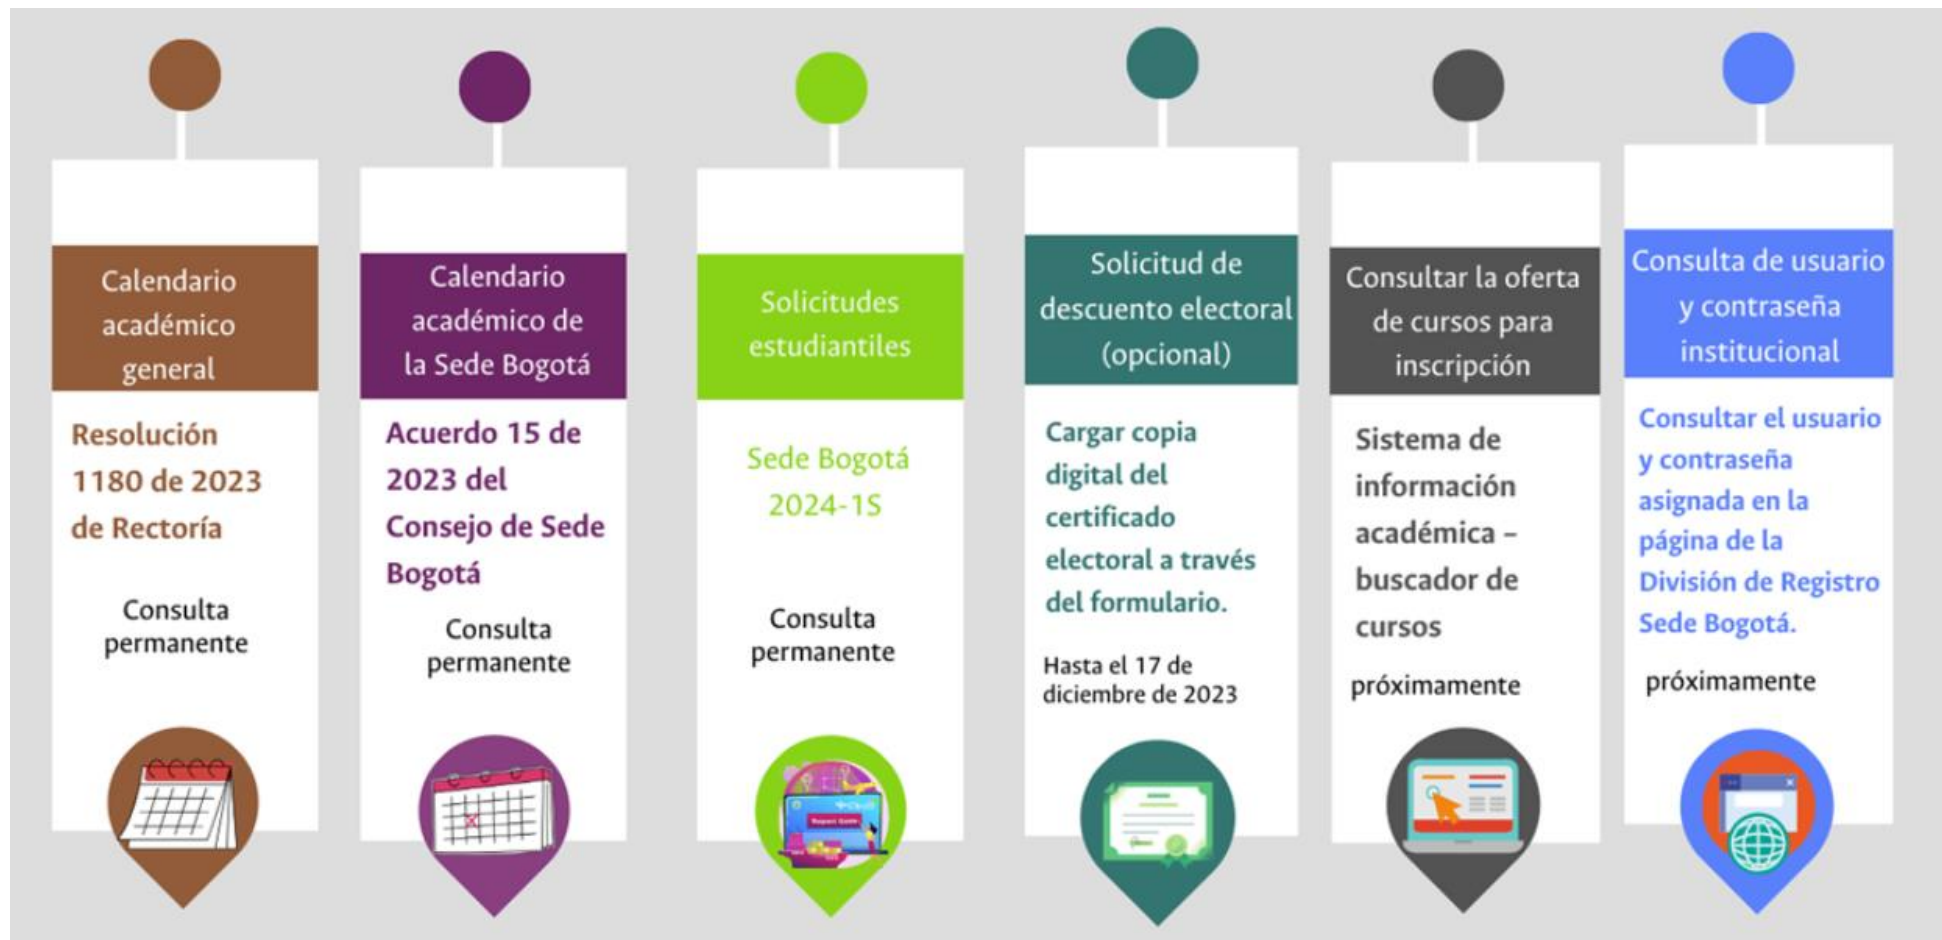 Calendario
académico
general
Resolución
1180 de 2023
de Rectoría
Consulta
permanente
Calendario
académico de
la Sede Bogotá
Acuerdo 15 de
2023 del
Consejo de Sede
Bogotá
Consulta
permanente
Solicitudes
estudiantiles
Sede Bogotá
2024-1S
Consulta
permanente
Solicitud de
descuento electoral
(opcional)
Cargar copia
digital del
certificado
electoral a través
del formulario.
Hasta el 17 de
diciembre de 2023
Consultar la oferta
de cursos para
inscripción
Sistema de
información
académica –
buscador de
cursos
próximamente
Consulta de usuario
y contraseña
institucional
Consultar el usuario
y contraseña
asignada en la
página de la
División de Registro
Sede Bogotá.
próximamente